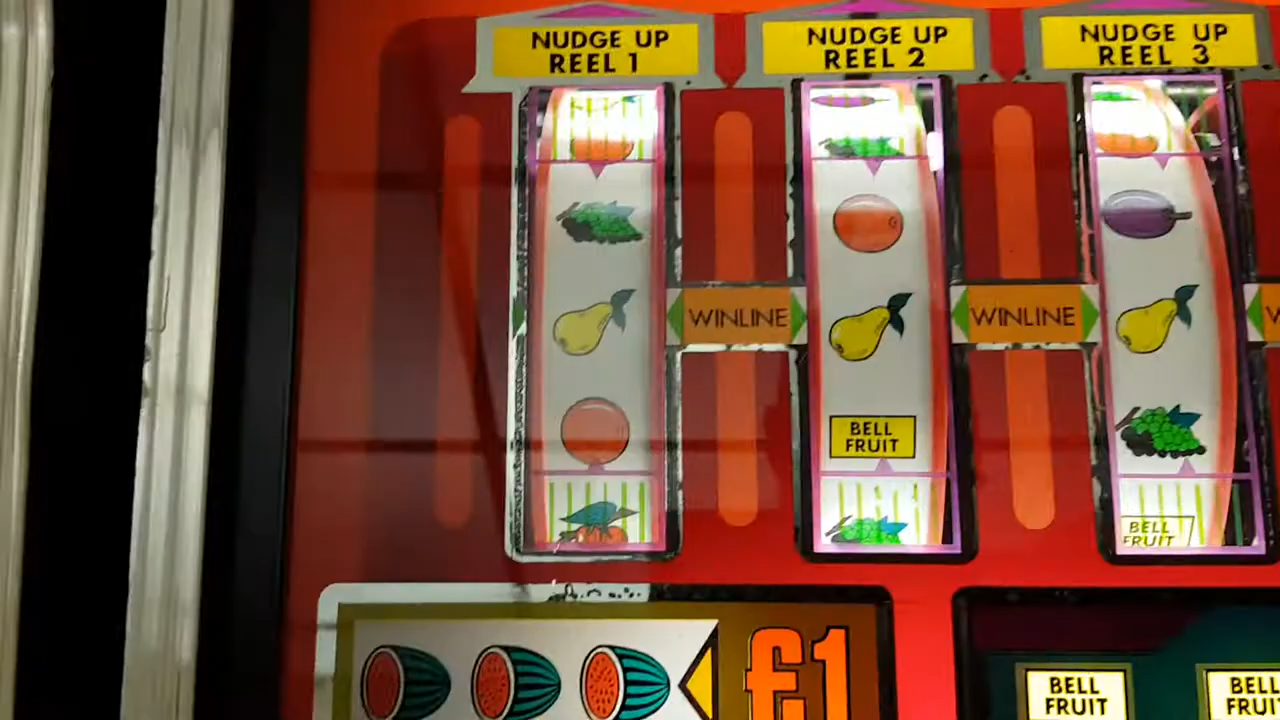 NUDGE UP
REEL 1
NUDGE UP
REEL 2
NUDGE UP
REEL 3
WINLINE
WINLINE
W
BELL
FRUIT
BELL
FRUIT
£1
BELL
FRUIT
BELL
FRUI